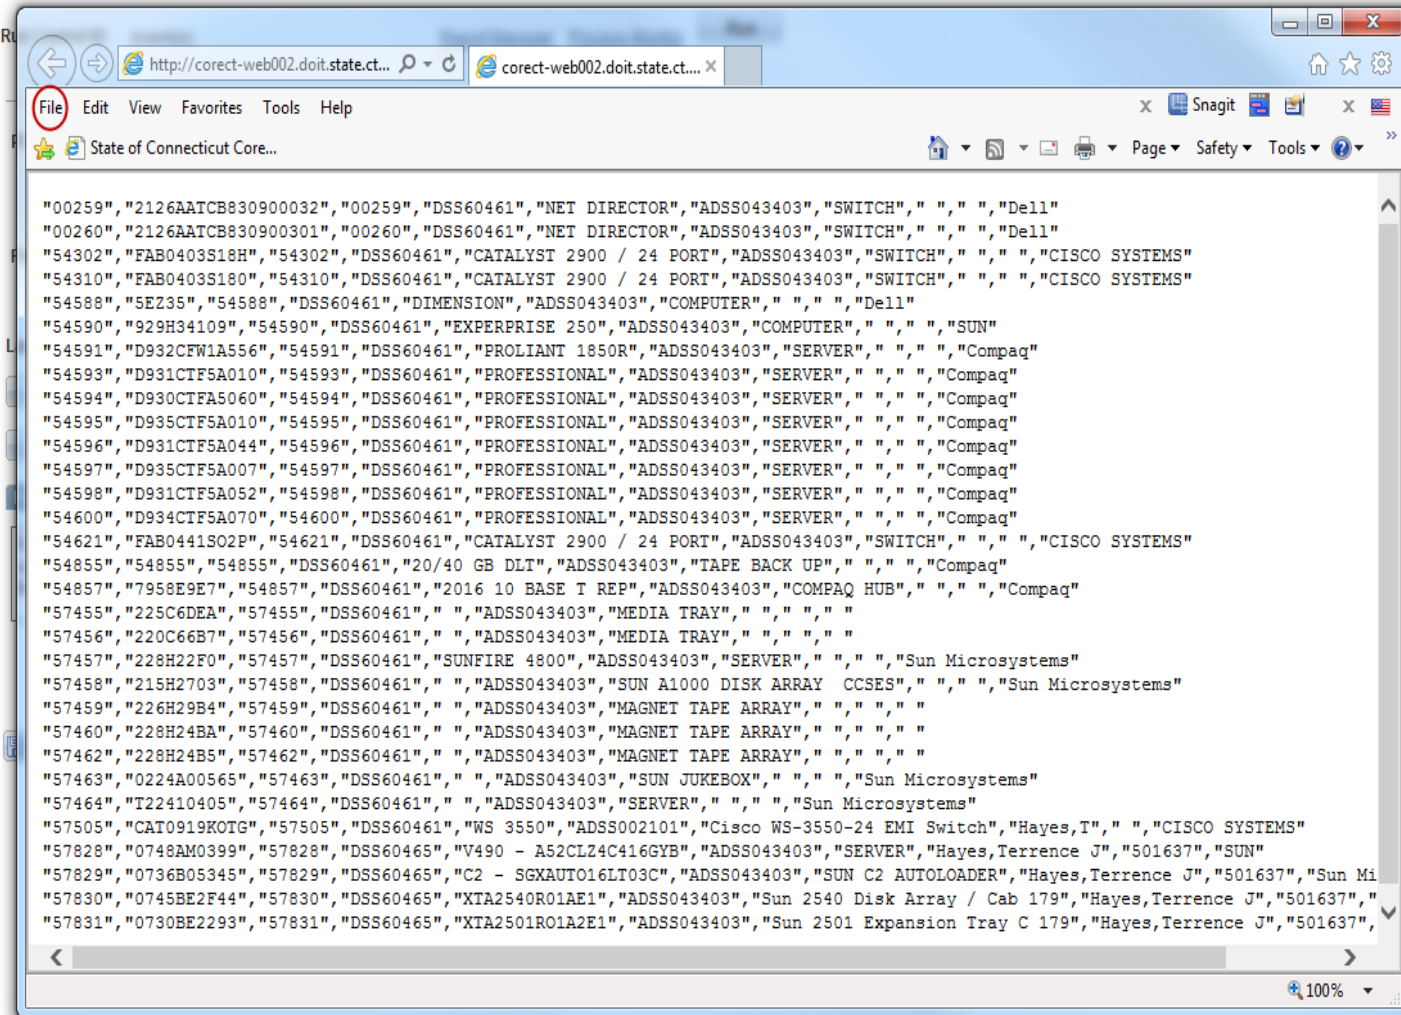 http://corect-web002.doit.state.ct...
corect-web002.doit.state.ct....
File Edit View Favorites Tools Help
Snagit
State of Connecticut Core...
Page Safety Tools
"00259","2126AATCB830900032","00259","DSS60461","NET DIRECTOR","ADSS043403","SWITCH"," "," ","Dell"
"00260","2126AATCB830900301","00260","DSS60461","NET DIRECTOR","ADSS043403","SWITCH"," "," ","Dell"
"54302","FAB0403S18H","54302","DSS60461","CATALYST 2900 / 24 PORT","ADSS043403","SWITCH"," "," ","CISCO SYSTEMS"
"54310","FAB0403S180","54310","DSS60461","CATALYST 2900 / 24 PORT","ADSS043403","SWITCH"," "," ","CISCO SYSTEMS"
"54588","5EZ35","54588","DSS60461","DIMENSION","ADSS043403","COMPUTER"," "," ","Dell"
"54590","929H34109","54590","DSS60461","EXPERPRISE 250","ADSS043403","COMPUTER"," "," ","SUN"
"54591","D932CFW1A556","54591","DSS60461","PROLIANT 1850R","ADSS043403","SERVER"," "," ","Compaq"
"54593","D931CTF5A010","54593","DSS60461","PROFESSIONAL","ADSS043403","SERVER"," "," ","Compaq"
"54594","D930CTFA5060","54594","DSS60461","PROFESSIONAL","ADSS043403","SERVER"," "," ","Compaq"
"54595","D935CTF5A010","54595","DSS60461","PROFESSIONAL","ADSS043403","SERVER"," "," ","Compaq"
"54596","D931CTF5A044","54596","DSS60461","PROFESSIONAL","ADSS043403","SERVER"," "," ","Compaq"
"54597","D935CTF5A007","54597","DSS60461","PROFESSIONAL","ADSS043403","SERVER"," "," ","Compaq"
"54598","D931CTF5A052","54598","DSS60461","PROFESSIONAL","ADSS043403","SERVER"," "," ","Compaq"
"54600","D934CTF5A070","54600","DSS60461","PROFESSIONAL","ADSS043403","SERVER"," "," ","Compaq"
"54621","FAB0441SO2P","54621","DSS60461","CATALYST 2900 / 24 PORT","ADSS043403","SWITCH"," "," ","CISCO SYSTEMS"
"54855","54855","54855","DSS60461","20/40 GB DLT","ADSS043403","TAPE BACK UP"," "," ","Compaq"
"54857","7958E9E7","54857","DSS60461","2016 10 BASE T REP","ADSS043403","COMPAQ HUB"," "," ","Compaq"
"57455","225C6DEA","57455","DSS60461"," ","ADSS043403","MEDIA TRAY"," "," "," "
"57456","220C66B7","57456","DSS60461"," ","ADSS043403","MEDIA TRAY"," "," "," "
"57457","228H22F0","57457","DSS60461","SUNFIRE 4800","ADSS043403","SERVER"," "," ","Sun Microsystems"
"57458","215H2703","57458","DSS60461"," ","ADSS043403","SUN A1000 DISK ARRAY  CCSES"," "," ","Sun Microsystems"
"57459","226H29B4","57459","DSS60461"," ","ADSS043403","MAGNET TAPE ARRAY"," "," "," "
"57460","228H24BA","57460","DSS60461"," ","ADSS043403","MAGNET TAPE ARRAY"," "," "," "
"57462","228H24B5","57462","DSS60461"," ","ADSS043403","MAGNET TAPE ARRAY"," "," "," "
"57463","0224A00565","57463","DSS60461"," ","ADSS043403","SUN JUKEBOX"," "," ","Sun Microsystems"
"57464","T22410405","57464","DSS60461"," ","ADSS043403","SERVER"," "," ","Sun Microsystems"
"57505","CAT0919KOTG","57505","DSS60461","WS 3550","ADSS002101","Cisco WS-3550-24 EMI Switch","Hayes,T"," ","CISCO SYSTEMS"
"57828","0748AM0399","57828","DSS60465","V490 - A52CLZ4C416GYB","ADSS043403","SERVER","Hayes,Terrence J","501637","SUN"
"57829","0736B05345","57829","DSS60465","C2 - SGXAUTO16LT03C","ADSS043403","SUN C2 AUTOLOADER","Hayes,Terrence J","501637","Sun Mi
"57830","0745BE2F44","57830","DSS60465","XTA2540R01AE1","ADSS043403","Sun 2540 Disk Array / Cab 179","Hayes,Terrence J","501637","
"57831","0730BE2293","57831","DSS60465","XTA2501R01A2E1","ADSS043403","Sun 2501 Expansion Tray C 179","Hayes,Terrence J","501637",
100%